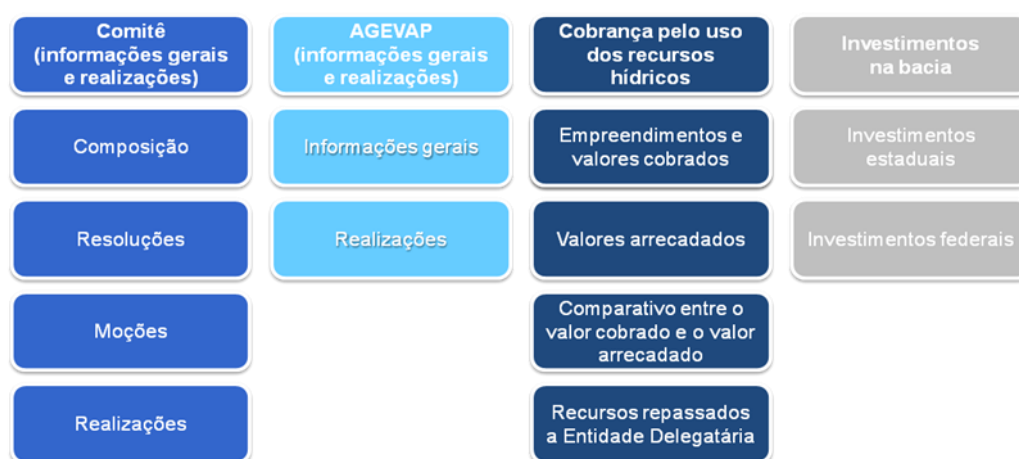 Comitê
(informações gerais
e realizações)
Composição
Resoluções
Moções
Realizações
AGEVAP
(informações gerais
e realizações)
Informações gerais
Realizações
Cobrança pelo uso
dos recursos
hídricos
Empreendimentos e
valores cobrados
Valores arrecadados
Comparativo entre o
valor cobrado e o valor
arrecadado
Recursos repassados
a Entidade Delegatária
Investimentos
na bacia
Investimentos
estaduais
Investimentos federais